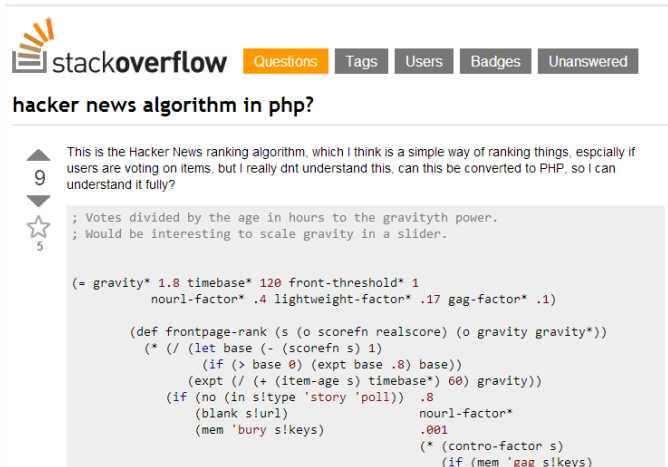 stackoverflow
Questions Tags Users Badges Unanswered
hacker news algorithm in php?
This is the Hacker News ranking algorithm, which I think is a simple way of ranking things, espcially if
9
users are voting on items, but I really dnt understand this, can this be converted to PHP, so I can
understand it fully?
5
; Votes divided by the age in hours to the gravityth power.
; Would be interesting to scale gravity in a slider.
(= gravity* 1.8 timebase* 120 front-threshold* 1
nourl-factor* .4 lightweight-factor* .17 gag-factor* .1)
(def frontpage-rank (s (o scorefn realscore) (o gravity gravity*))
(* (/ (let base (- (scorefn s) 1)
(if (> base 0) (expt base .8) base))
(expt (/ (+ (item-age s) timebase*) 60) gravity))
(if (no (in s!type 'story 'poll)) .8
(blank s!url) nourl-factor*
(mem 'bury s!keys) .001
(* (contro-factor s)
(if (mem 'gag s!keys)